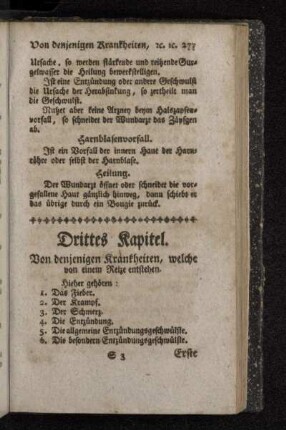 Von denjenigen Krankheiten, ꝛc. ꝛc. 277
Ursache, so werden stärkende und reitzende Gur-
gelwasser die Heilung bewerkstelligen.
Ist eine Entzündung oder andere Geschwulst
die Ursache der Herabsinkung, so zertheilt man
die Geschwulst.
Nutzet aber keine Arzney beym Halszapfenvor-
fall, so schneidet der Wundarzt das Zäpfgen
ab.
Harnblasenvorfall.
Ist ein Vorfall der innern Haut der Harn-
röhre oder selbst der Harnblase.
Heilung.
Der Wundarzt öffnet oder schneidet die vor-
gefallene Haut gänzlich hinweg, dann schiebt er
das übrige durch ein Bougie zurück.
Drittes Kapitel.
Von denjenigen Krankheiten, welche
von einem Reitze entstehen.
Hieher gehören:
1. Das Fieber.
2. Der Krampf.
3. Der Schmerz.
4. Die Entzündung.
5. Die allgemeine Entzündungsgeschwülste.
6. Die besondern Entzündungsgeschwülste.
S 3 Erste